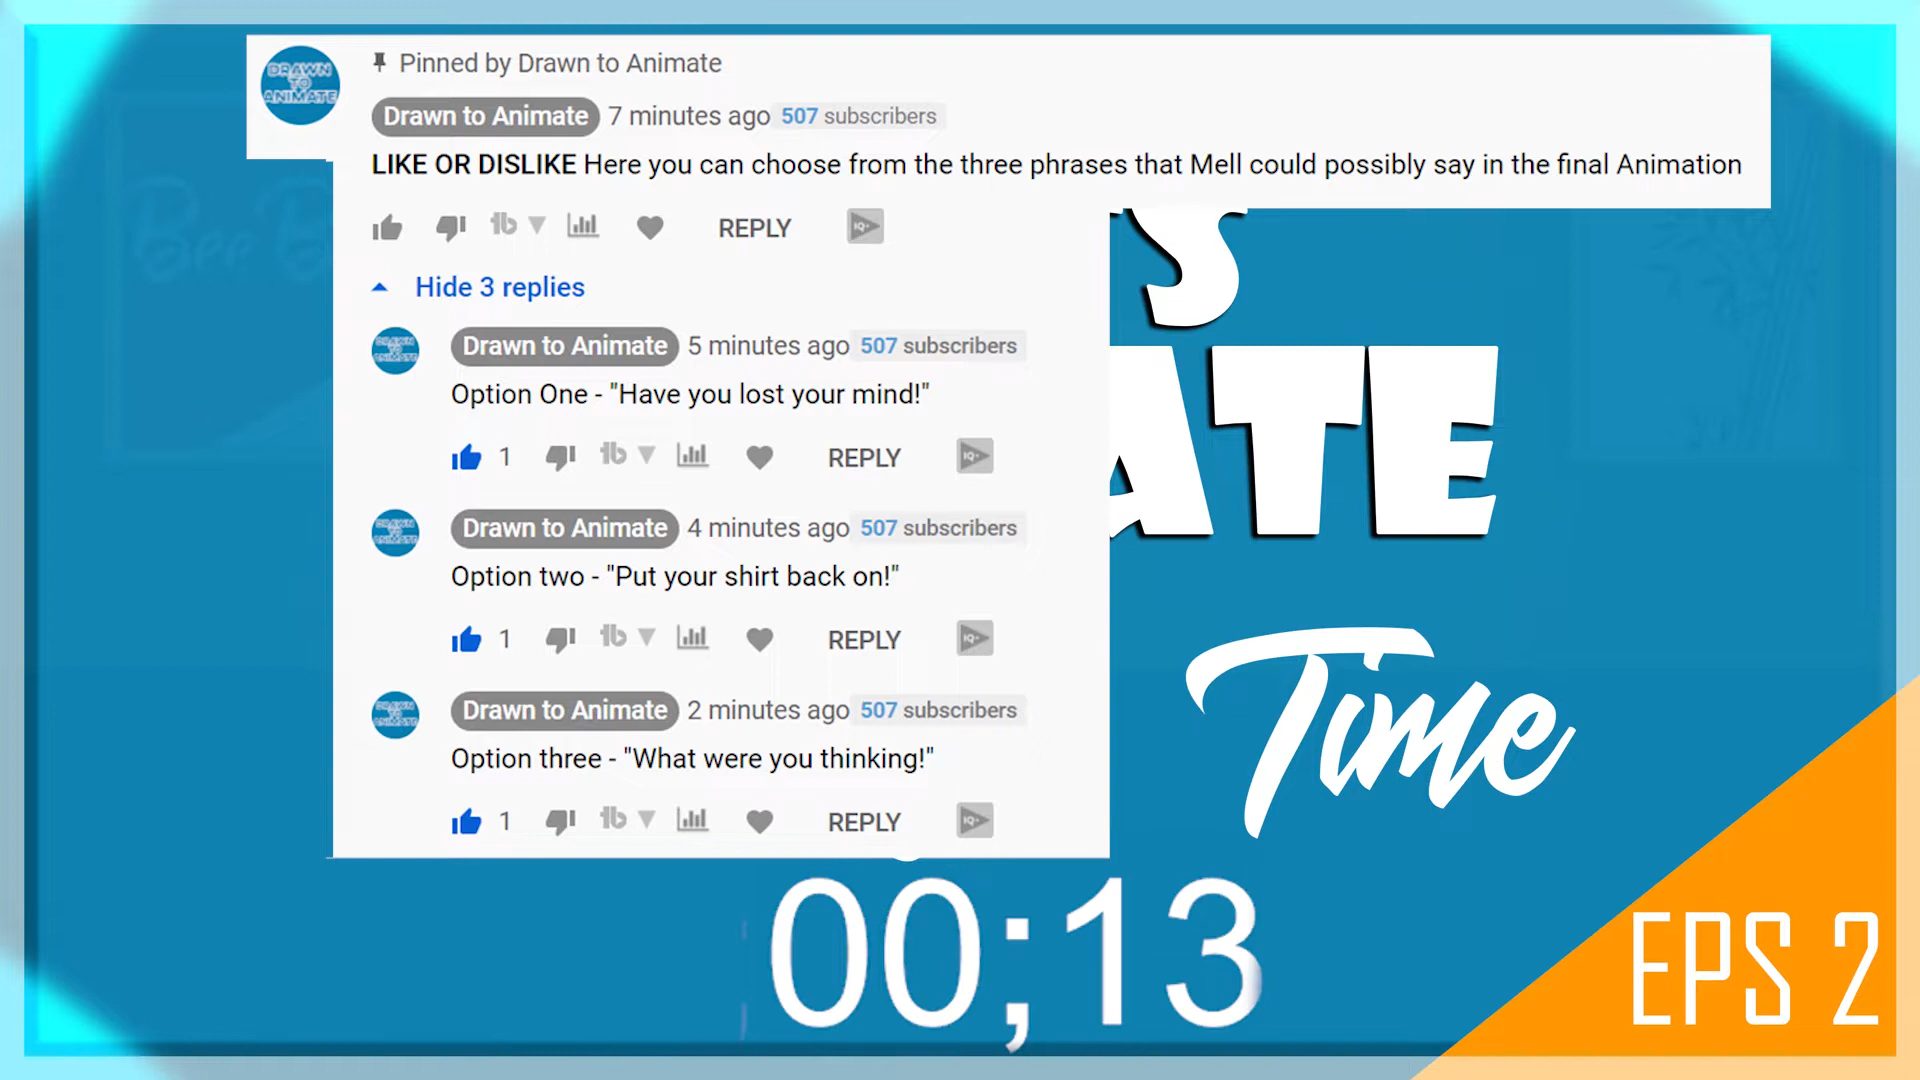 DRAWN
TO
ANIMATE
Pinned by Drawn to Animate
Drawn to Animate 7 minutes ago 507 subscribers
LIKE OR DISLIKE Here you can choose from the three phrases that Mell could possibly say in the final Animation
REPLY
Hide 3 replies
Drawn to Animate 5 minutes ago 507 subscribers
Option One - "Have you lost your mind!"
1 REPLY
Drawn to Animate 4 minutes ago 507 subscribers
Option two - "Put your shirt back on!"
1 REPLY
Drawn to Animate 2 minutes ago 507 subscribers
Option three - "What were you thinking!"
1 REPLY
S
ATE
Time
00;13
EPS 2